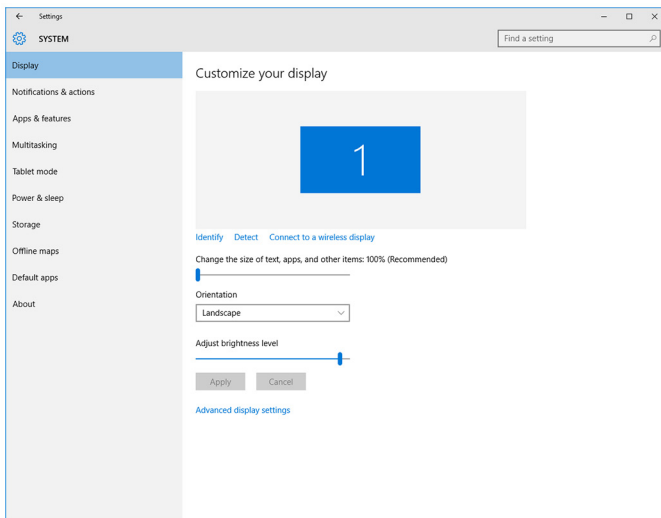 Settings
SYSTEM
Find a setting
Display
Notifications & actions
Apps & features
Multitasking
Tablet mode
Power & sleep
Storage
Offline maps
Default apps
About
Customize your display
1
Identify Detect Connect to a wireless display
Change the size of text, apps, and other items: 100% (Recommended)
Orientation
Landscape
Adjust brightness level
Apply Cancel
Advanced display settings